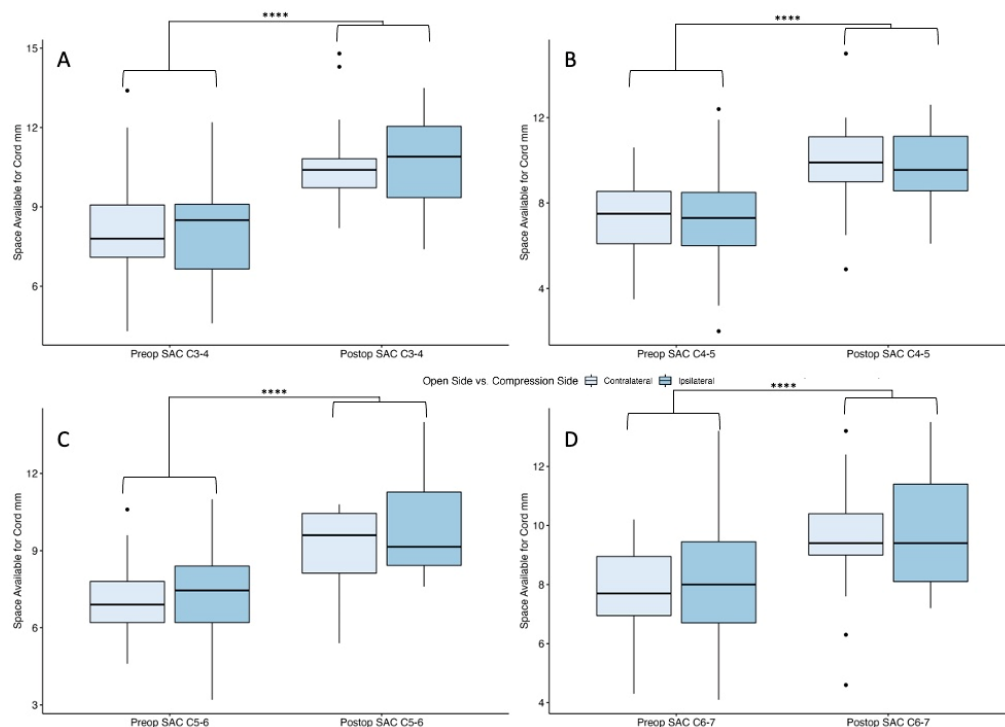 ****
****
A
B
15
12
9
6
Space Available for Cord mm
12
8
4
Space Available for Cord mm
Preop SAC C3-4
Postop SAC C3-4
Preop SAC C4-5
Postop SAC C4-5
Open Side vs. Compression Side Contralateral Ipsilateral
****
****
C
D
12
9
6
3
Space Available for Cord mm
12
10
8
6
4
Space Available for Cord mm
Preop SAC C5-6
Postop SAC C5-6
Preop SAC C6-7
Postop SAC C6-7